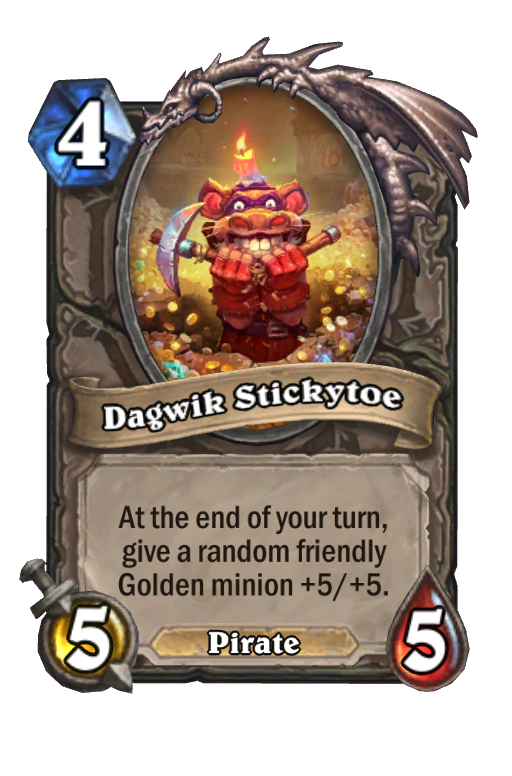 4
Dagwik Stickytoe
At the end of your turn,
give a random friendly
Golden minion +5/+5.
5
Pirate
5